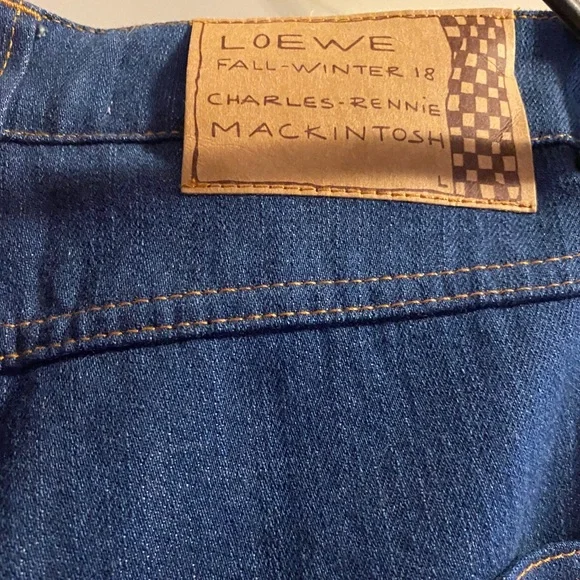 LOEWE
FALL-WINTER 18
CHARLES-RENNIE
MACKINTOSH
L